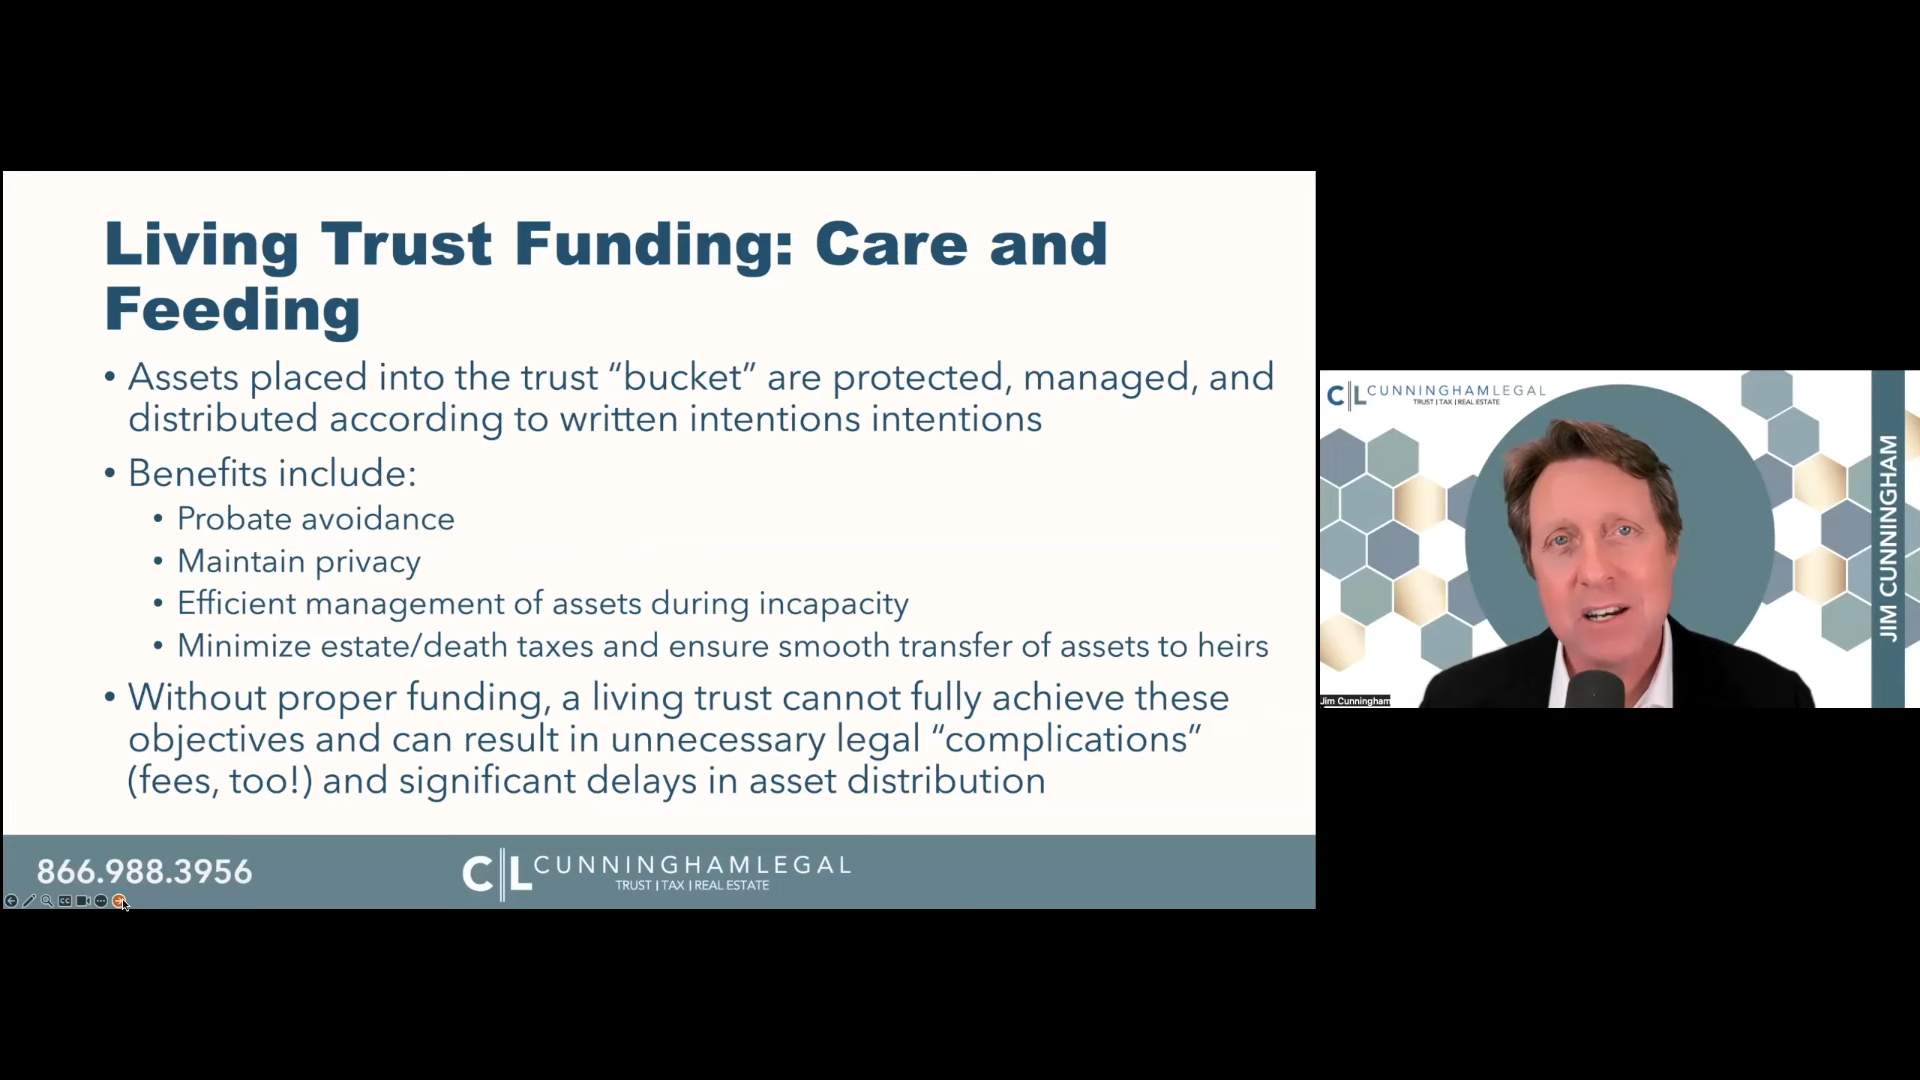 Living Trust Funding: Care and
Feeding
• Assets placed into the trust “bucket” are protected, managed, and
distributed according to written intentions intentions
• Benefits include:
• Probate avoidance
• Maintain privacy
• Efficient management of assets during incapacity
• Minimize estate/death taxes and ensure smooth transfer of assets to heirs
• Without proper funding, a living trust cannot fully achieve these
objectives and can result in unnecessary legal “complications”
(fees, too!) and significant delays in asset distribution
866.988.3956
CL CUNNINGHAMLEGAL
TRUST | TAX | REAL ESTATE
CC
CL CUNNINGHAMLEGAL
TRUST | TAX | REAL ESTATE
JIM CUNNINGHAM
Jim Cunningham